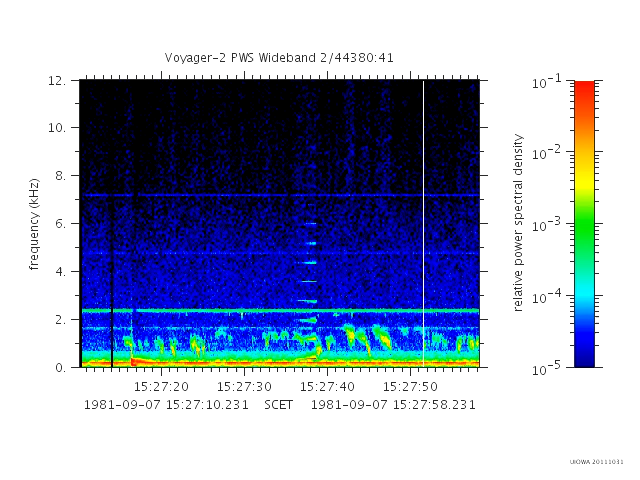 Voyager-2 PWS Wideband 2/44380:41
12.
10.
8.
6.
4.
2.
0.
frequency (kHz)
15:27:20 15:27:30 15:27:40 15:27:50
1981-09-07 15:27:10.231 SCET 1981-09-07 15:27:58.231
relative power spectral density
10-1
10-2
10-3
10-4
10-5
UIOWA 20111031